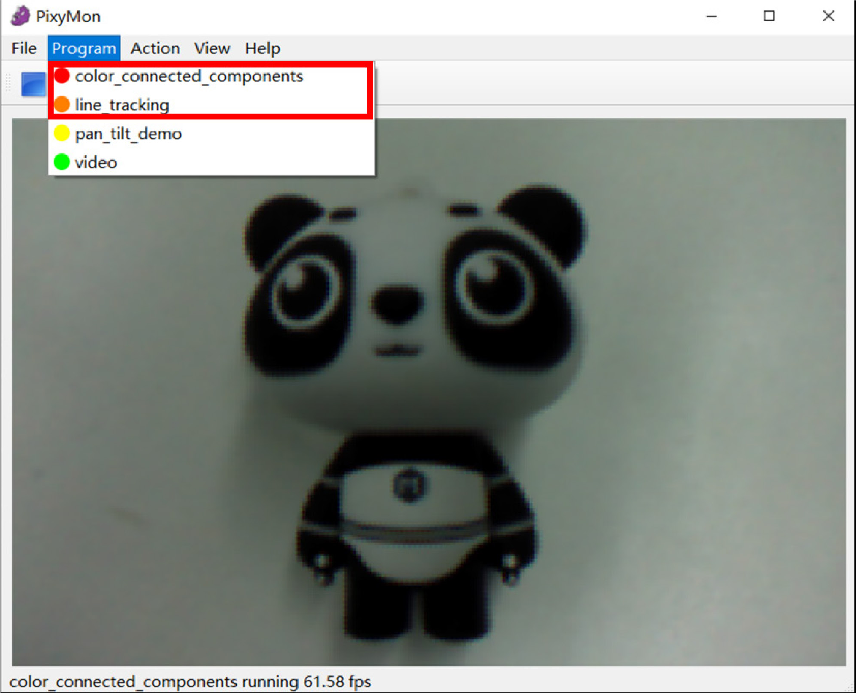 PixyMon
File Program Action View Help
color_connected_components
line_tracking
pan_tilt_demo
video
color_connected_components running 61.58 fps